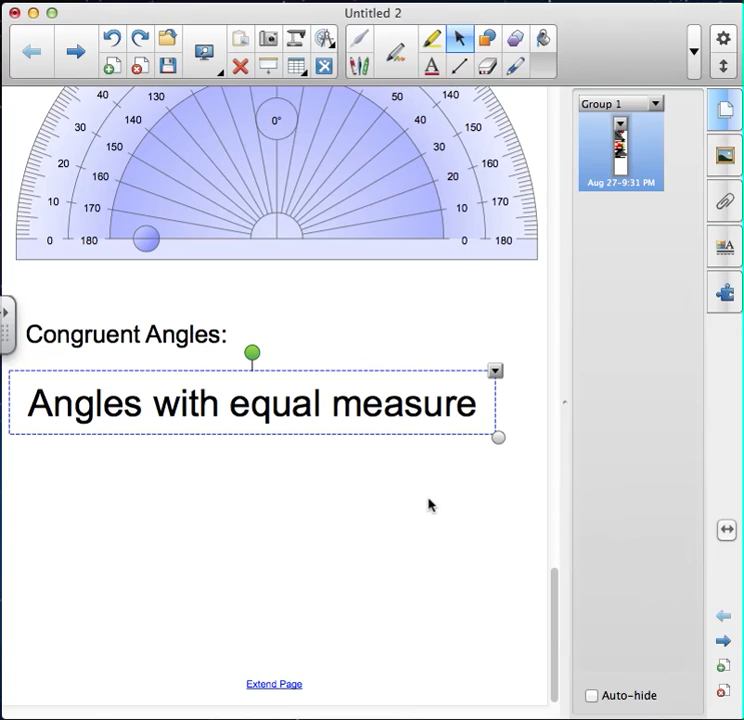 Untitled 2
Group 1
Aug 27-9:31 PM
40 130 50
30 140 0° 40 150
20 150 30 160
10 160 20 170
170 10
0 180 0 180
Congruent Angles:
Angles with equal measure
Extend Page
Auto-hide